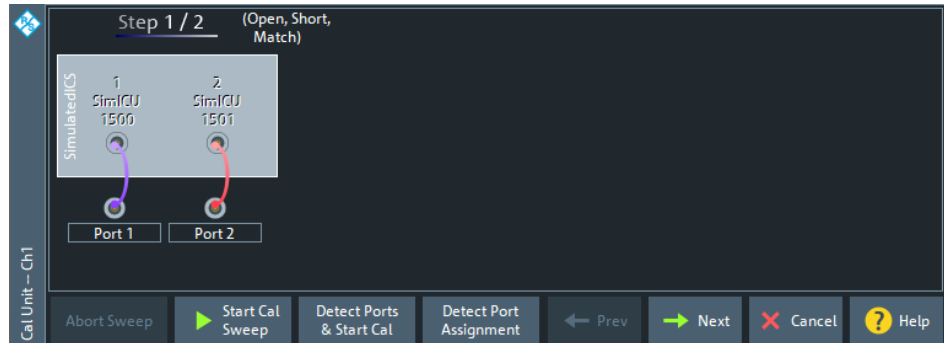 Step 1 / 2
(Open, Short,
Match)
SimulatedICS
1
SimICU
1500
2
SimICU
1501
Port 1
Port 2
Cal Unit – Ch1
Abort Sweep
Start Cal
Sweep
Detect Ports
& Start Cal
Detect Port
Assignment
Prev
Next
Cancel
? Help